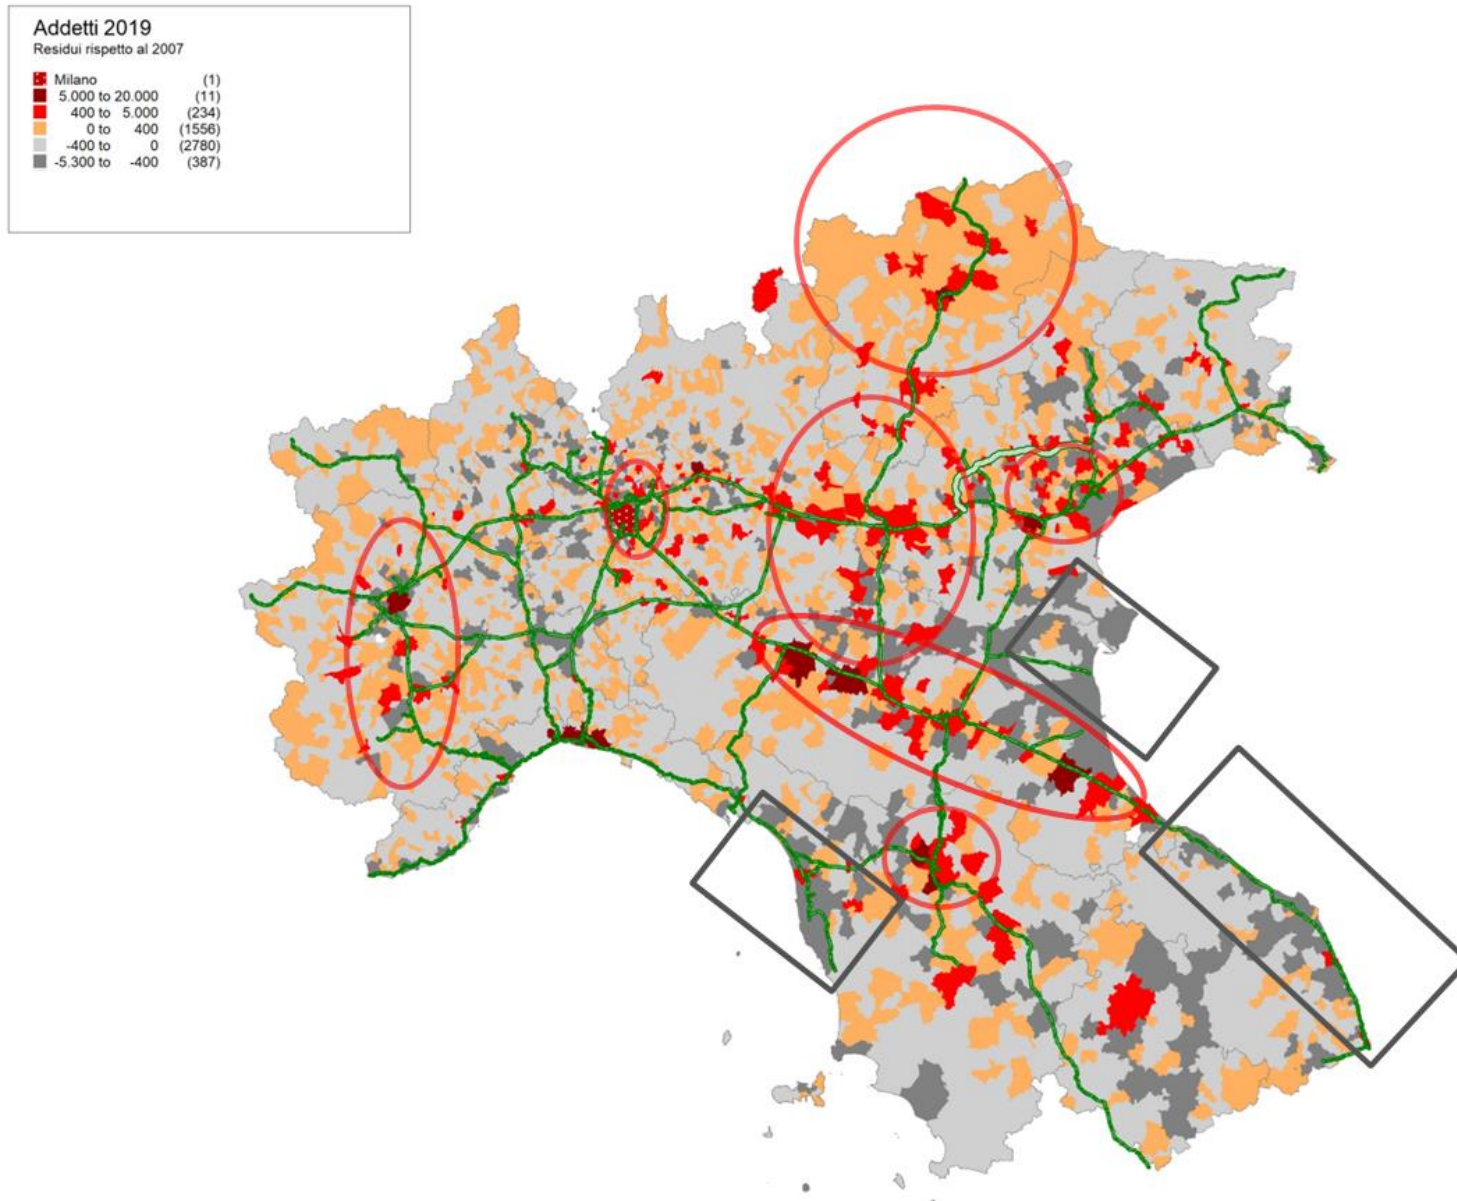 Addetti 2019
Residui rispetto al 2007
Milano (1)
5.000 to 20.000 (11)
400 to 5.000 (234)
0 to 400 (1556)
-400 to 0 (2780)
-5.300 to -400 (387)